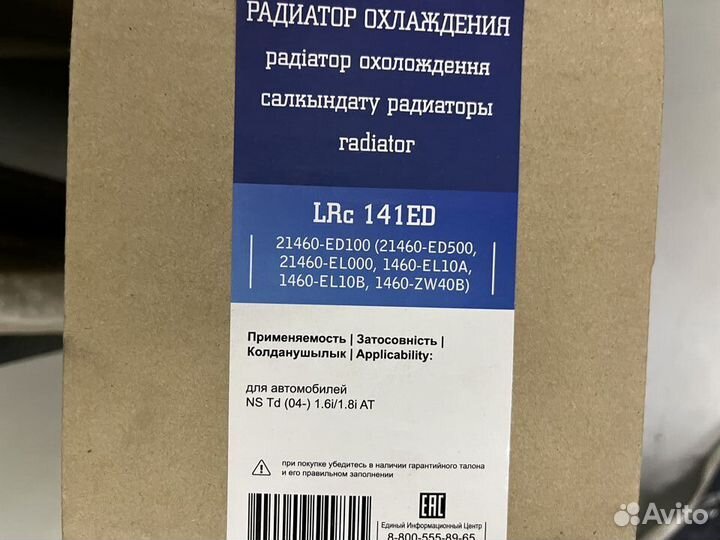 РАДИАТОР ОХЛАЖДЕНИЯ
радіатор охолождення
салкындату радиаторы
radiator
LRc 141ED
21460-ED100 (21460-ED500,
21460-EL000, 1460-EL10A,
1460-EL10B, 1460-ZW40B)
Применяемость | Затосовність |
Колданушылык | Applicability:
для автомобилей
NS Td (04-) 1.6i/1.8i AT
при покупке убедитесь в наличии гарантийного талона
и его правильном заполнении
EAC
Единый Информационный Центр
8-800-555-89-65
Avito